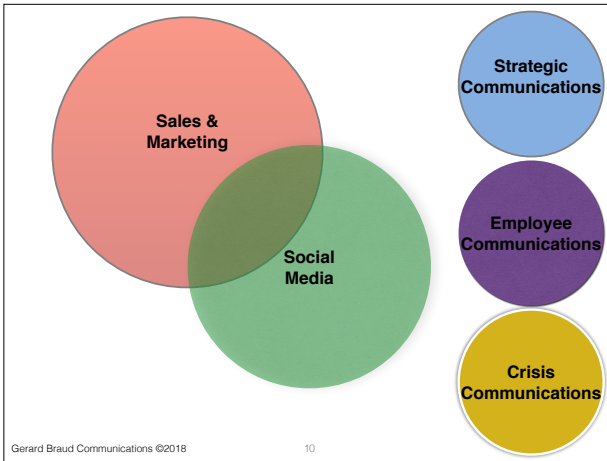 Sales &
Marketing
Social
Media
Strategic
Communications
Employee
Communications
Crisis
Communications
Gerard Braud Communications ©2018
10